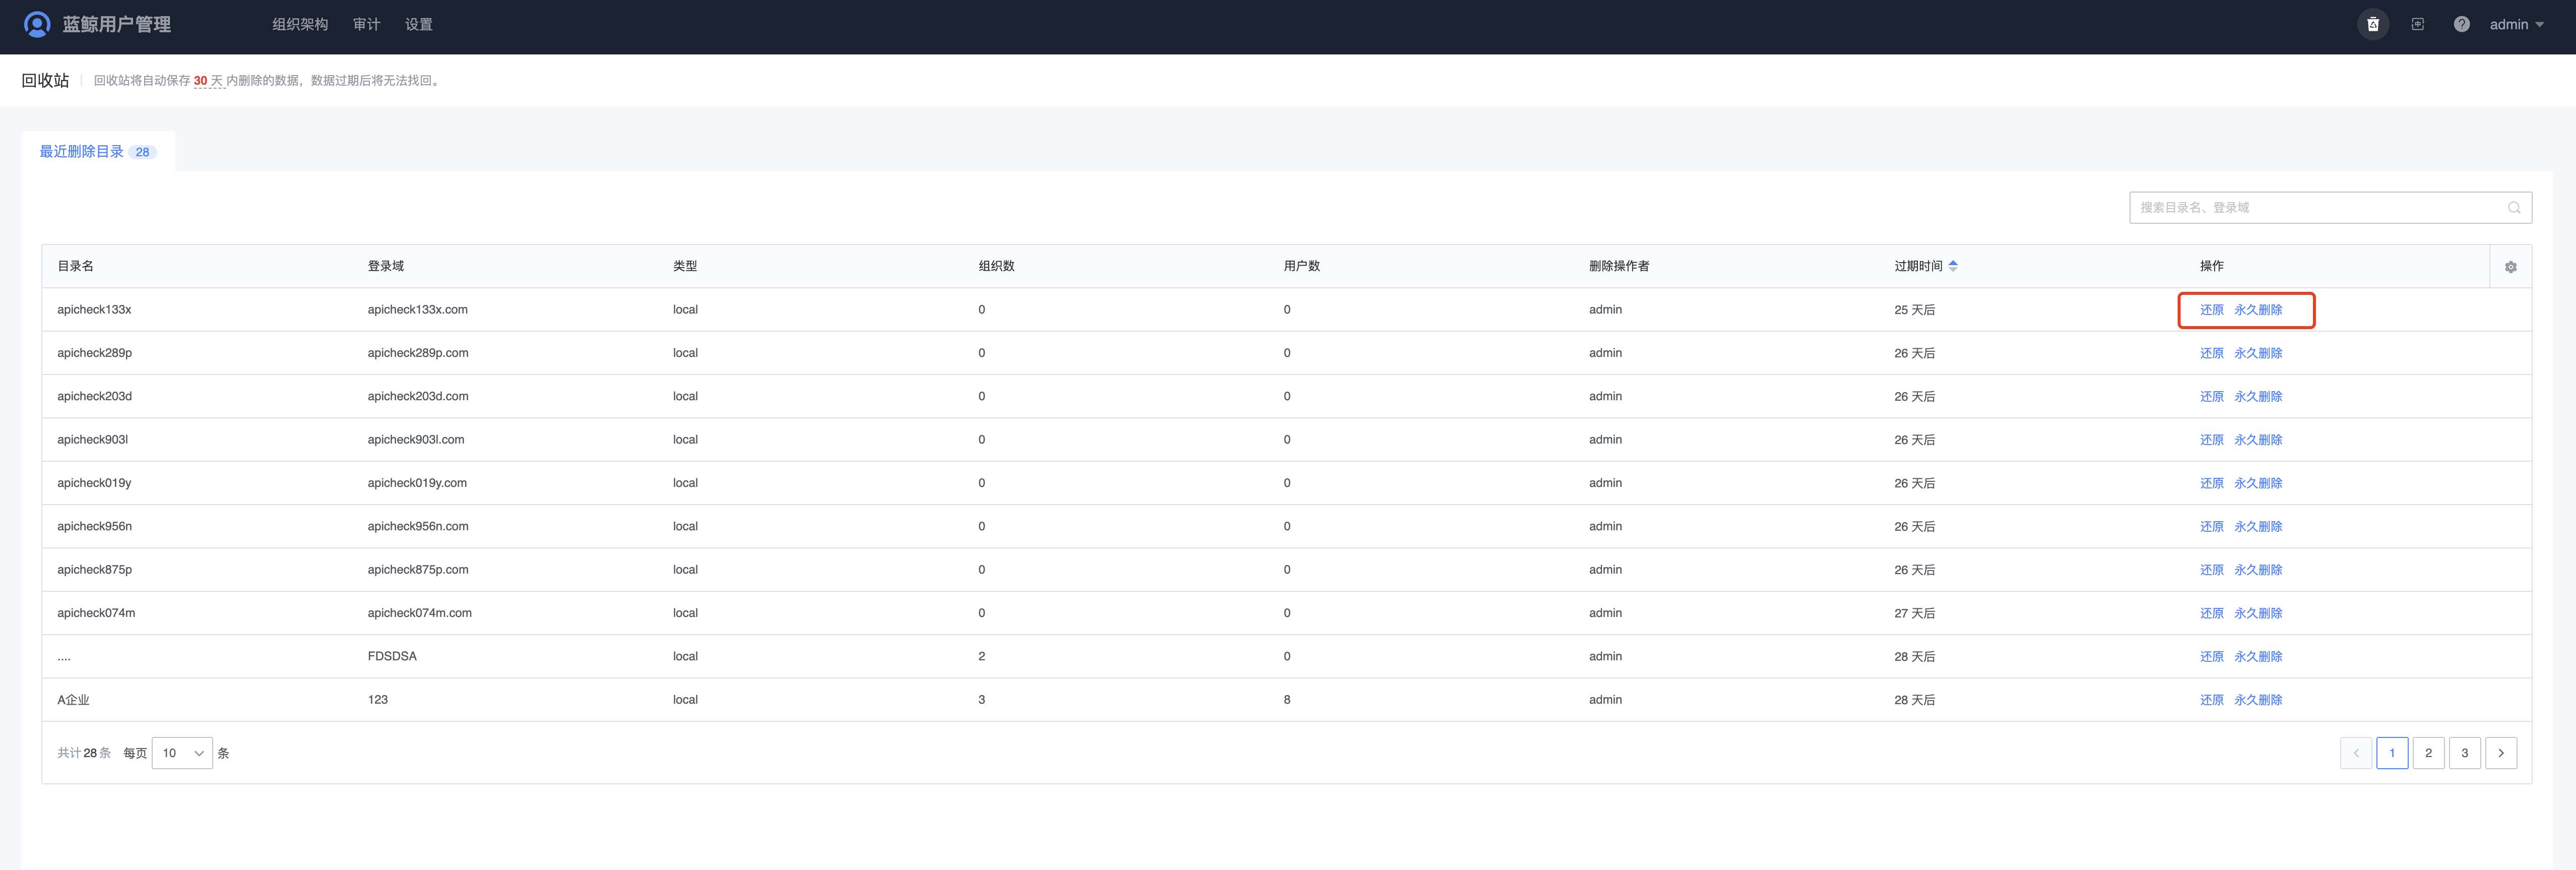 蓝鲸用户管理 组织架构 审计 设置 admin
回收站 回收站将自动保存 30 天 内删除的数据，数据过期后将无法找回。
最近删除目录 28
搜索目录名、登录域
目录名 登录域 类型 组织数 用户数 删除操作者 过期时间 操作
apicheck133x apicheck133x.com local 0 0 admin 25 天后 还原 永久删除
apicheck289p apicheck289p.com local 0 0 admin 26 天后 还原 永久删除
apicheck203d apicheck203d.com local 0 0 admin 26 天后 还原 永久删除
apicheck903l apicheck903l.com local 0 0 admin 26 天后 还原 永久删除
apicheck019y apicheck019y.com local 0 0 admin 26 天后 还原 永久删除
apicheck956n apicheck956n.com local 0 0 admin 26 天后 还原 永久删除
apicheck875p apicheck875p.com local 0 0 admin 26 天后 还原 永久删除
apicheck074m apicheck074m.com local 0 0 admin 27 天后 还原 永久删除
.... FDSDSA local 2 0 admin 28 天后 还原 永久删除
A企业 123 local 3 8 admin 28 天后 还原 永久删除
共计 28 条 每页 10 条 1 2 3